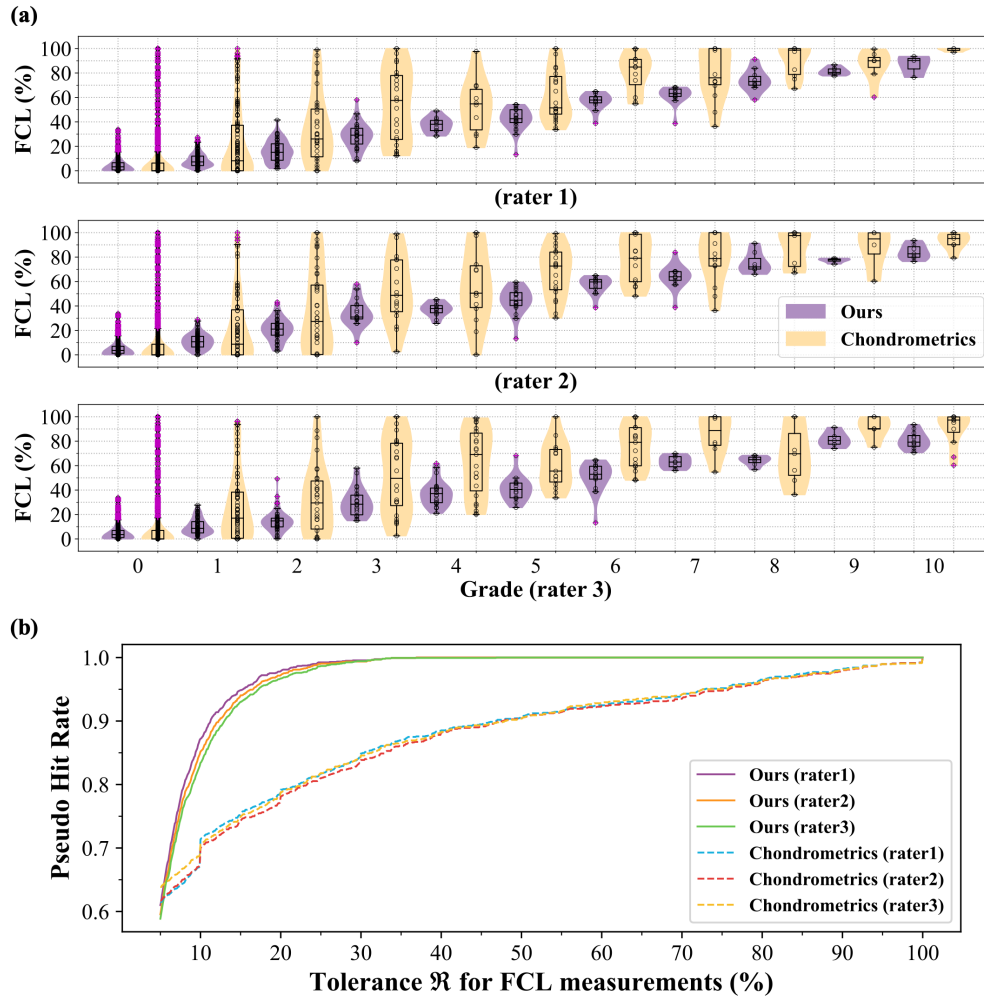 (a)
100
80
60
40
20
0
FCL (%)
(rater 1)
100
80
60
40
20
0
FCL (%)
Ours
Chondrometrics
(rater 2)
100
80
60
40
20
0
FCL (%)
0 1 2 3 4 5 6 7 8 9 10
Grade (rater 3)
(b)
1.0
0.9
0.8
0.7
0.6
Pseudo Hit Rate
Ours (rater1)
Ours (rater2)
Ours (rater3)
Chondrometrics (rater1)
Chondrometrics (rater2)
Chondrometrics (rater3)
10 20 30 40 50 60 70 80 90 100
Tolerance ℜ for FCL measurements (%)